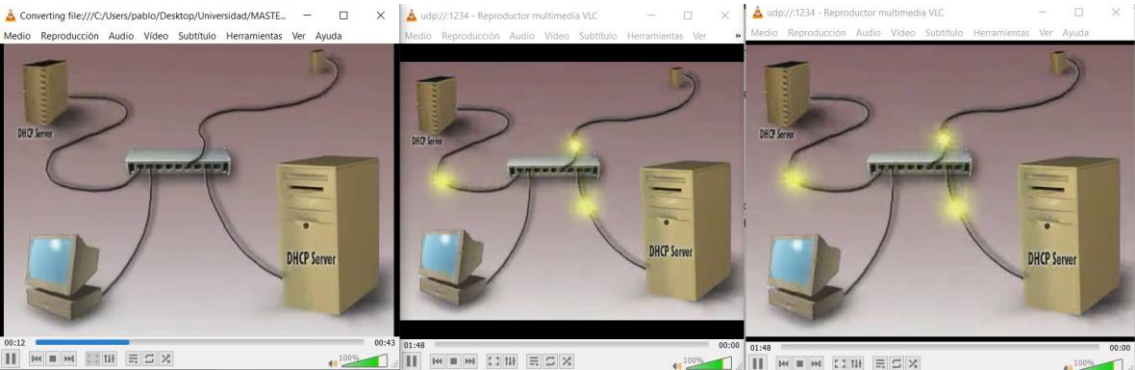 Converting file:///C:/Users/pablo/Desktop/Universidad/MASTE...
Medio Reproducción Audio Vídeo Subtítulo Herramientas Ver Ayuda
DHCP Server
DHCP Server
00:12 00:43
100%
udp://:1234 - Reproductor multimedia VLC
Medio Reproducción Audio Vídeo Subtítulo Herramientas Ver »
DHCP Server
DHCP Server
01:48 00:00
100%
udp://:1234 - Reproductor multimedia VLC
Medio Reproducción Audio Vídeo Subtítulo Herramientas Ver Ayuda
DHCP Server
DHCP Server
01:48 00:00
100%